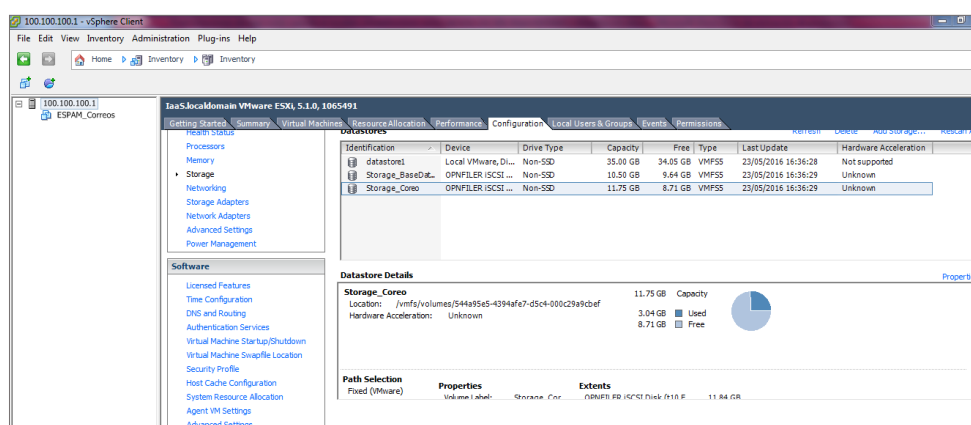 100.100.100.1 - vSphere Client
File Edit View Inventory Administration Plug-ins Help
Home Inventory Inventory
100.100.100.1
ESPAM_Correos
IaaS.localdomain VMware ESXi, 5.1.0, 1065491
Getting Started Summary Virtual Machines Resource Allocation Performance Configuration Local Users & Groups Events Permissions
Health Status
Processors
Memory
Storage
Networking
Storage Adapters
Network Adapters
Advanced Settings
Power Management
Software
Licensed Features
Time Configuration
DNS and Routing
Authentication Services
Virtual Machine Startup/Shutdown
Virtual Machine Swapfile Location
Security Profile
Host Cache Configuration
System Resource Allocation
Agent VM Settings
Advanced Settings
Datastores Refresh Delete Add Storage... Rescan A
Identification Device Drive Type Capacity Free Type Last Update Hardware Acceleration
datastore1 Local VMware, Di... Non-SSD 35.00 GB 34.05 GB VMFS5 23/05/2016 16:36:28 Not supported
Storage_BaseDat... OPNFILER iSCSI ... Non-SSD 10.50 GB 9.64 GB VMFS5 23/05/2016 16:36:29 Unknown
Storage_Coreo OPNFILER iSCSI ... Non-SSD 11.75 GB 8.71 GB VMFS5 23/05/2016 16:36:29 Unknown
Datastore Details Properti
Storage_Coreo 11.75 GB Capacity
Location: /vmfs/volumes/544a95e5-4394afe7-d5c4-000c29a9cbef
Hardware Acceleration: Unknown 3.04 GB Used
8.71 GB Free
Path Selection
Fixed (VMware)
Properties
Volume Label: Storage_Cor
Extents
OPNFILER iSCSI Disk (t10.F 11.84 GB